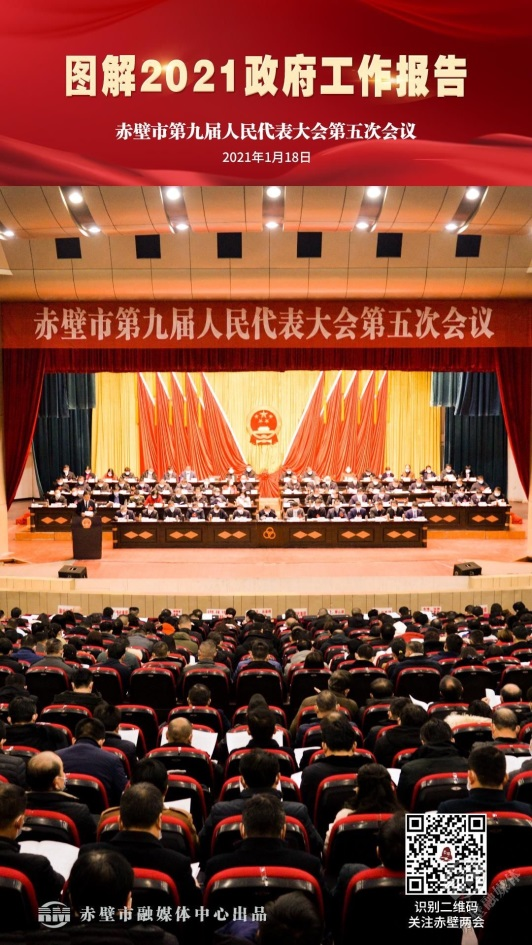 图解2021政府工作报告
赤壁市第九届人民代表大会第五次会议
2021年1月18日
赤壁市第九届人民代表大会第五次会议
赤壁市融媒体中心出品
识别二维码
关注赤壁两会